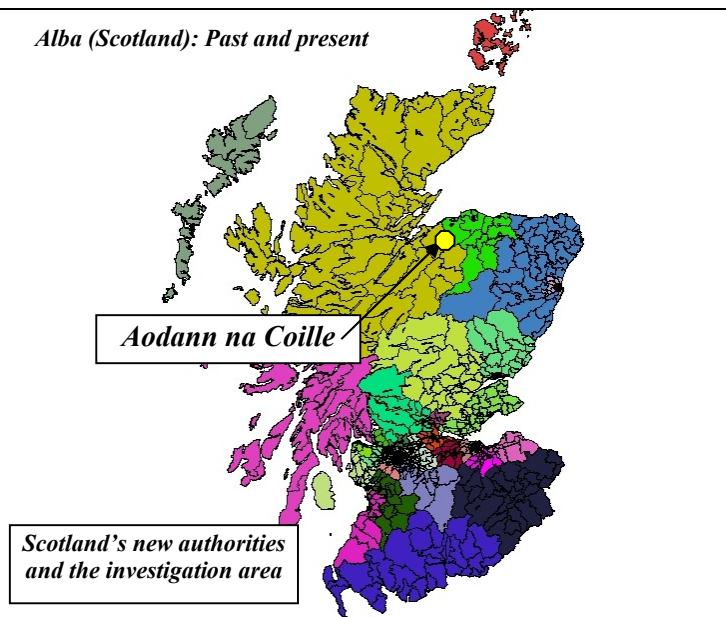 Alba (Scotland): Past and present
Aodann na Coille
Scotland's new authorities
and the investigation area